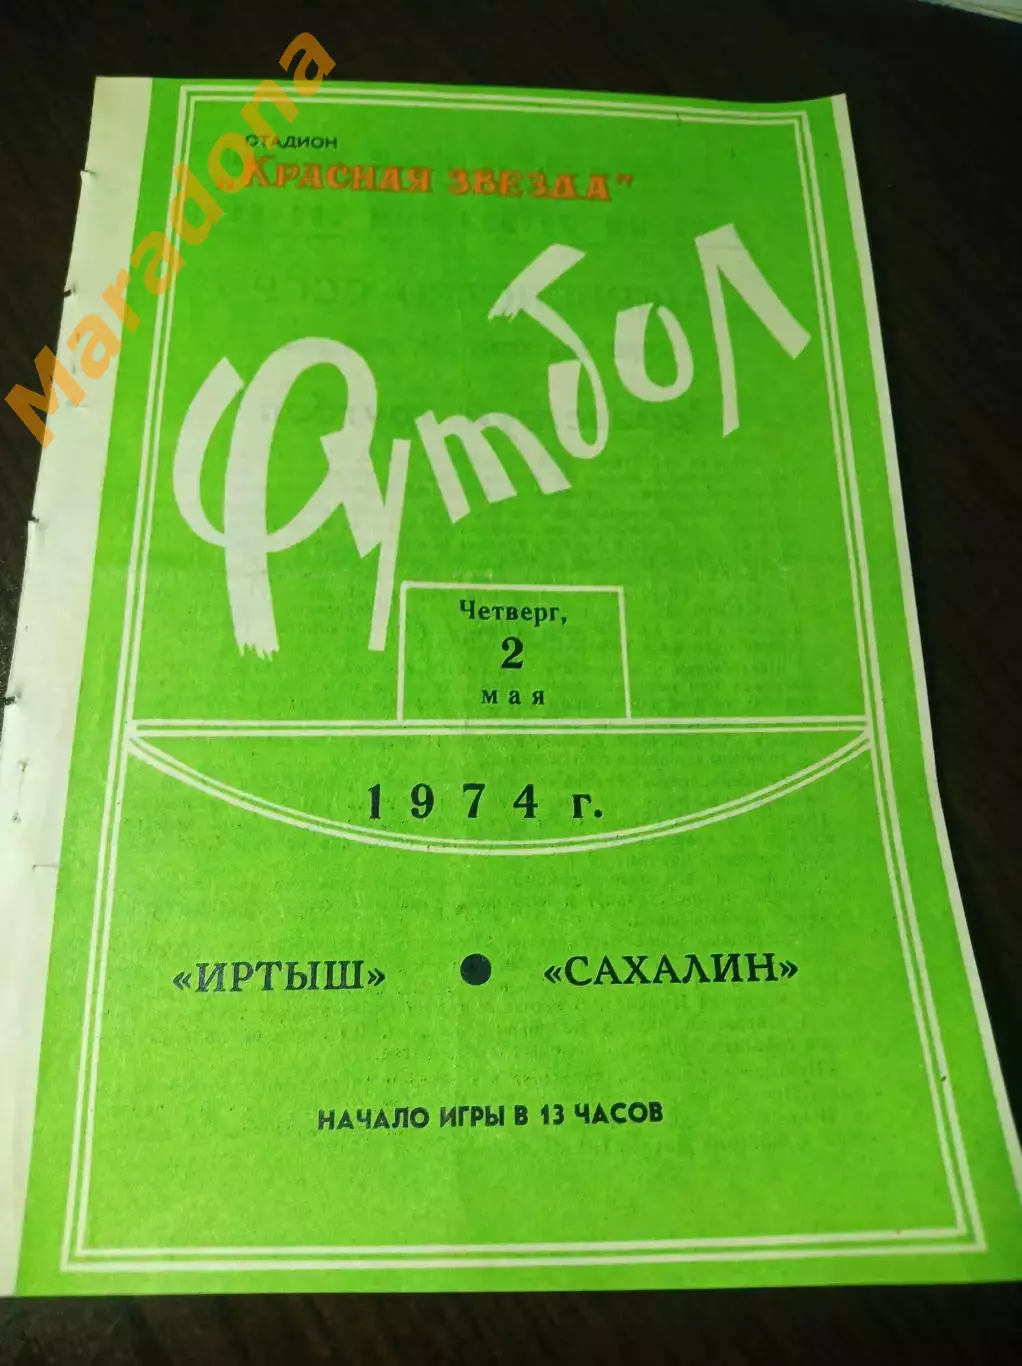 СТАДИОН
"КРАСНАЯ ЗВЕЗДА"
Футбол
Четверг,
2
мая
1974 г.
«ИРТЫШ» ● «САХАЛИН»
НАЧАЛО ИГРЫ В 13 ЧАСОВ
Maradona